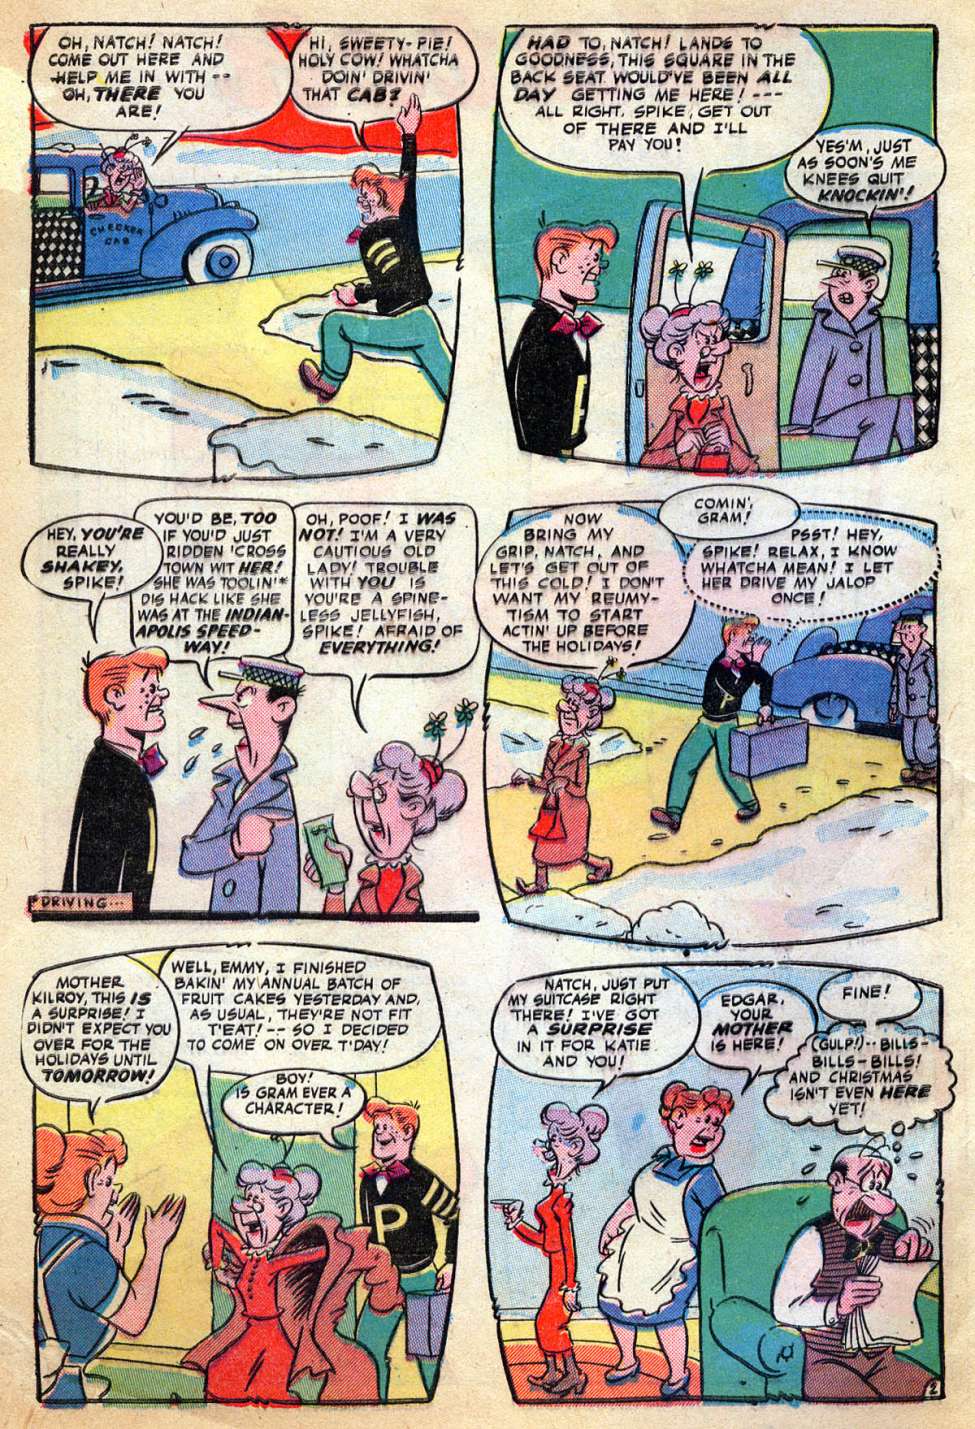 OH, NATCH! NATCH!
COME OUT HERE AND
HELP ME IN WITH --
OH, THERE YOU
ARE!
HI, SWEETY-PIE!
HOLY COW! WHATCHA
DOIN' DRIVIN'
THAT CAB?
CHECKER
CAB
HAD TO, NATCH! LANDS TO
GOODNESS, THIS SQUARE IN THE
BACK SEAT WOULD'VE BEEN ALL
DAY GETTING ME HERE! ---
ALL RIGHT, SPIKE, GET OUT
OF THERE AND I'LL
PAY YOU!
YES'M, JUST
AS SOON'S ME
KNEES QUIT
KNOCKIN'!
HEY, YOU'RE
REALLY
SHAKEY,
SPIKE!
YOU'D BE, TOO
IF YOU'D JUST
RIDDEN 'CROSS
TOWN WIT HER!
SHE WAS TOOLIN'*
DIS HACK LIKE SHE
WAS AT THE INDIAN-
APOLIS SPEED-
WAY!
OH, POOF! I WAS
NOT! I'M A VERY
CAUTIOUS OLD
LADY! TROUBLE
WITH YOU IS
YOU'RE A SPINE-
LESS JELLYFISH,
SPIKE! AFRAID OF
EVERYTHING!
* DRIVING...
NOW
BRING MY
GRIP, NATCH, AND
LET'S GET OUT OF
THIS COLD! I DON'T
WANT MY REUMY-
TISM TO START
ACTIN' UP BEFORE
THE HOLIDAYS!
COMIN',
GRAM!
PSST! HEY,
SPIKE! RELAX, I KNOW
WHATCHA MEAN! I LET
HER DRIVE MY JALOP
ONCE!
P
MOTHER
KILROY, THIS IS
A SURPRISE! I
DIDN'T EXPECT YOU
OVER FOR THE
HOLIDAYS UNTIL
TOMORROW!
WELL, EMMY, I FINISHED
BAKIN' MY ANNUAL BATCH OF
FRUIT CAKES YESTERDAY AND,
AS USUAL, THEY'RE NOT FIT
T'EAT! -- SO I DECIDED
TO COME ON OVER T'DAY!
BOY!
IS GRAM EVER A
CHARACTER!
P
NATCH, JUST PUT
MY SUITCASE RIGHT
THERE! I'VE GOT
A SURPRISE
IN IT FOR KATIE
AND YOU!
EDGAR,
YOUR
MOTHER
IS HERE!
FINE!
(GULP!)-- BILLS-
BILLS-BILLS!
AND CHRISTMAS
ISN'T EVEN HERE
YET!
2